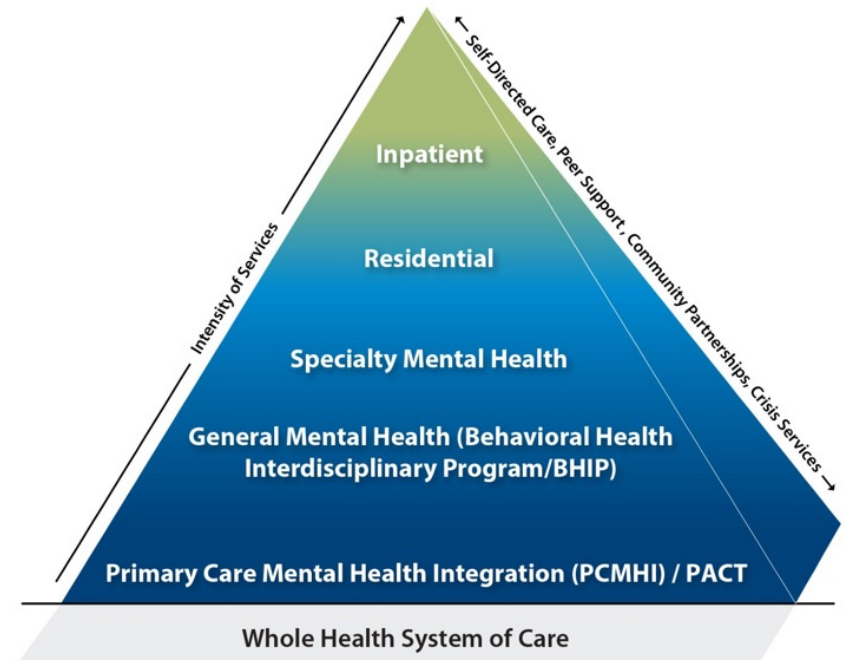 Inpatient
Residential
Specialty Mental Health
General Mental Health (Behavioral Health
Interdisciplinary Program/BHIP)
Primary Care Mental Health Integration (PCMHI) / PACT
Whole Health System of Care
Intensity of Services
Self-Directed Care, Peer Support , Community Partnerships, Crisis Services